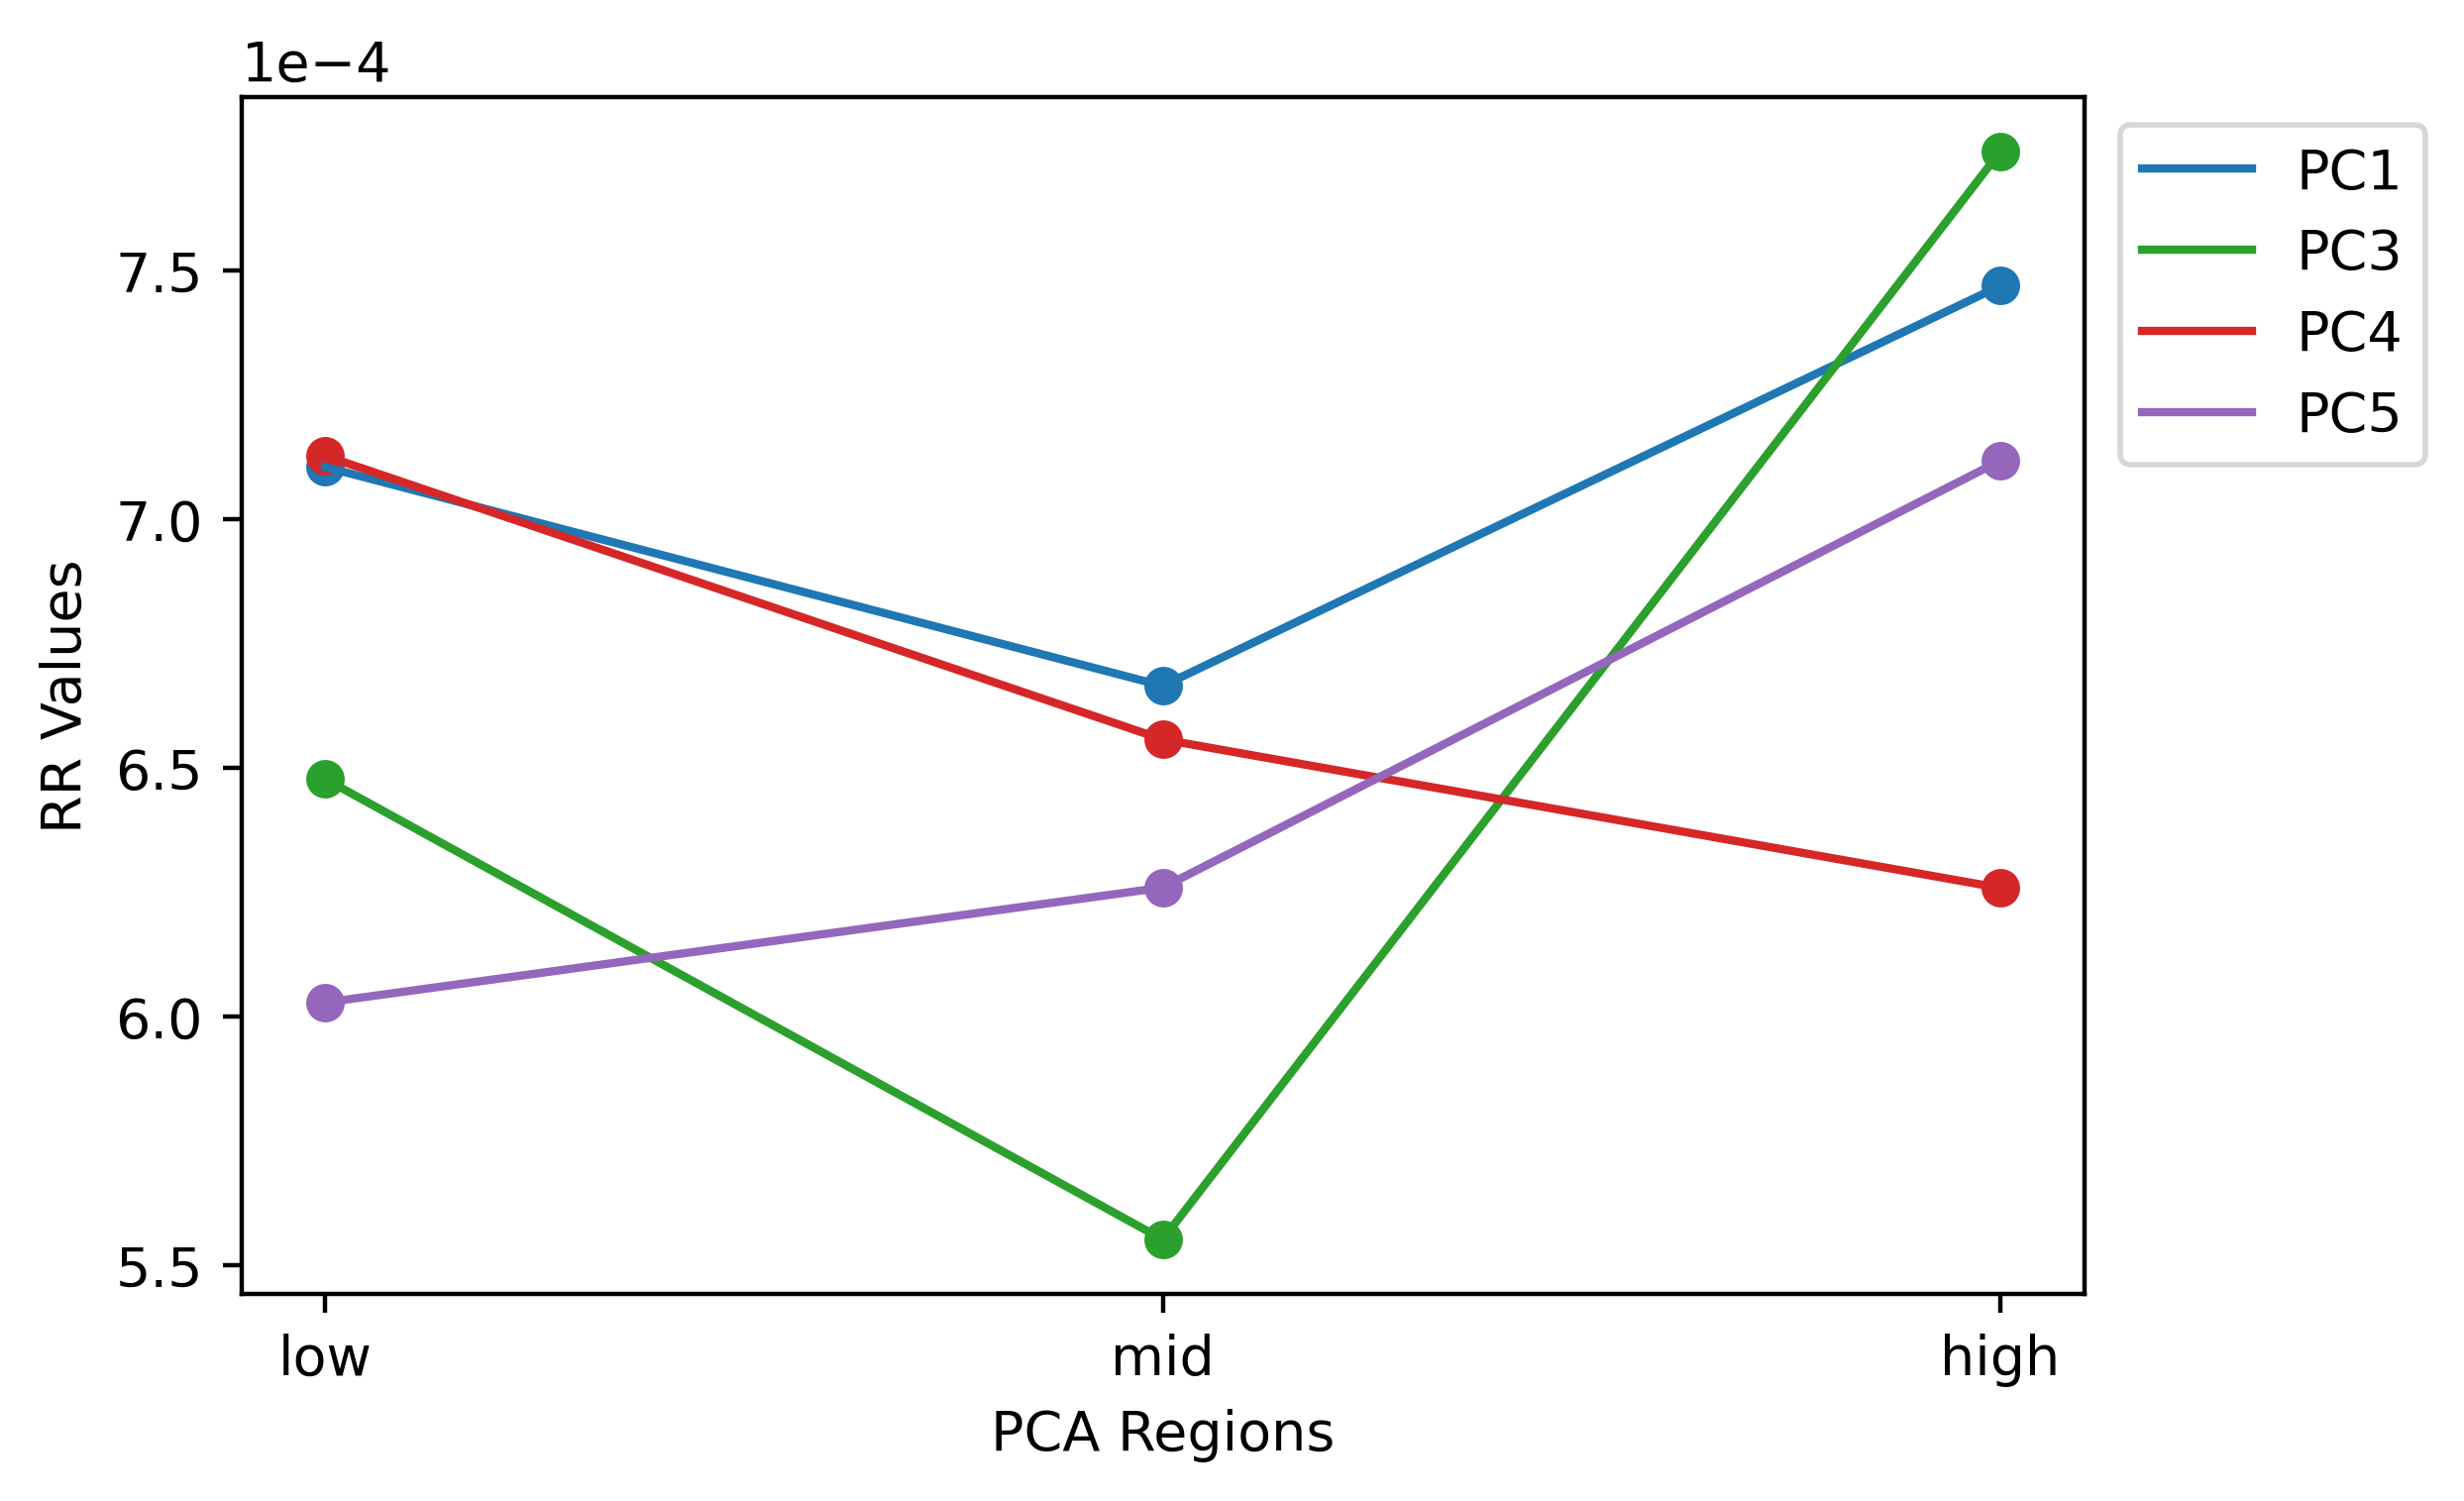 1e−4
7.5
7.0
6.5
6.0
5.5
RR Values
low
mid
high
PCA Regions
PC1
PC3
PC4
PC5